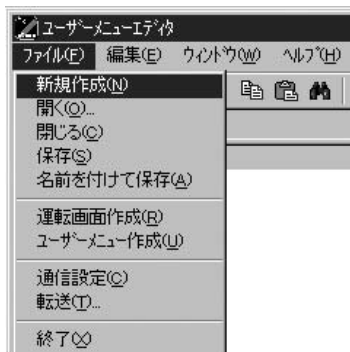 ユーザーメニューエディタ
ファイル(F) 編集(E) ウィンドウ(W) ヘルプ(H)
新規作成(N)
開く(O)...
閉じる(C)
保存(S)
名前を付けて保存(A)
運転画面作成(R)
ユーザーメニュー作成(U)
通信設定(C)
転送(T)...
終了(X)